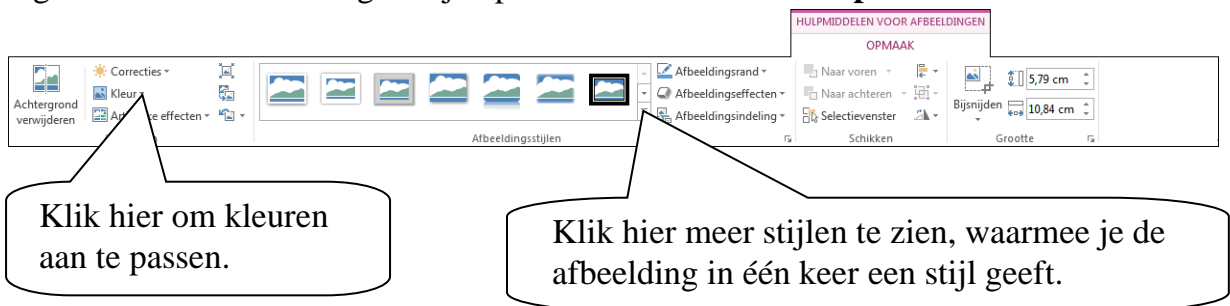 HULPMIDDELEN VOOR AFBEELDINGEN
OPMAAK
Achtergrond verwijderen
Correcties
Kleur
effecten
Afbeeldingsrand
Afbeeldingseffecten
Afbeeldingsindeling
Afbeeldingsstijlen
Naar voren
Naar achteren
Selectievenster
Schikken
Bijsnijden
5,79 cm
10,84 cm
Grootte
Klik hier om kleuren
aan te passen.
Klik hier meer stijlen te zien, waarmee je de
afbeelding in één keer een stijl geeft.